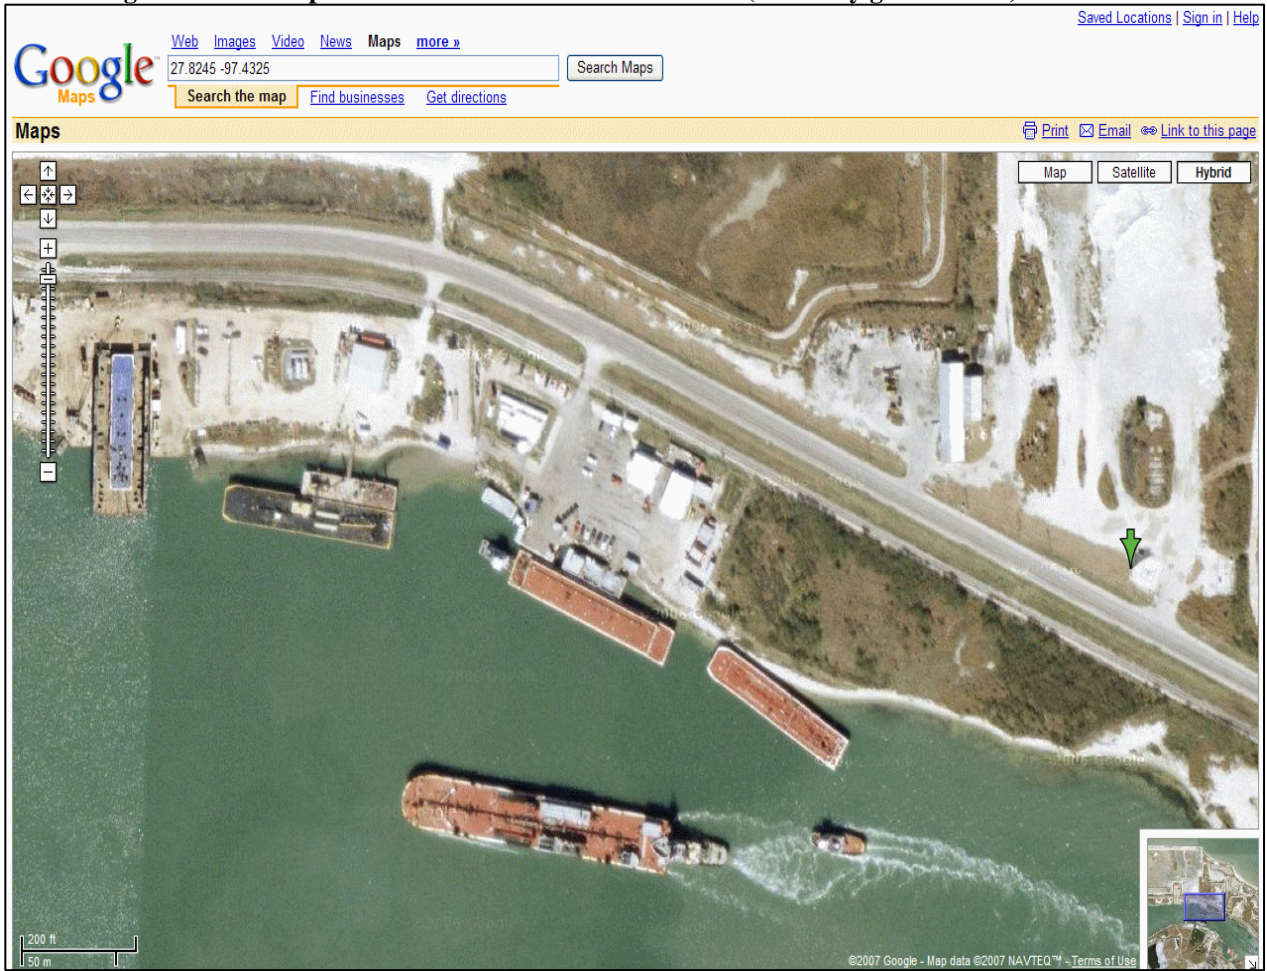 Saved Locations | Sign in | Help
Web Images Video News Maps more »
Google™
Maps
27.8245 -97.4325
Search Maps
Search the map Find businesses Get directions
Maps
Print Email Link to this page
Map Satellite Hybrid
200 ft
50 m
©2007 Google - Map data ©2007 NAVTEQ™ - Terms of Use